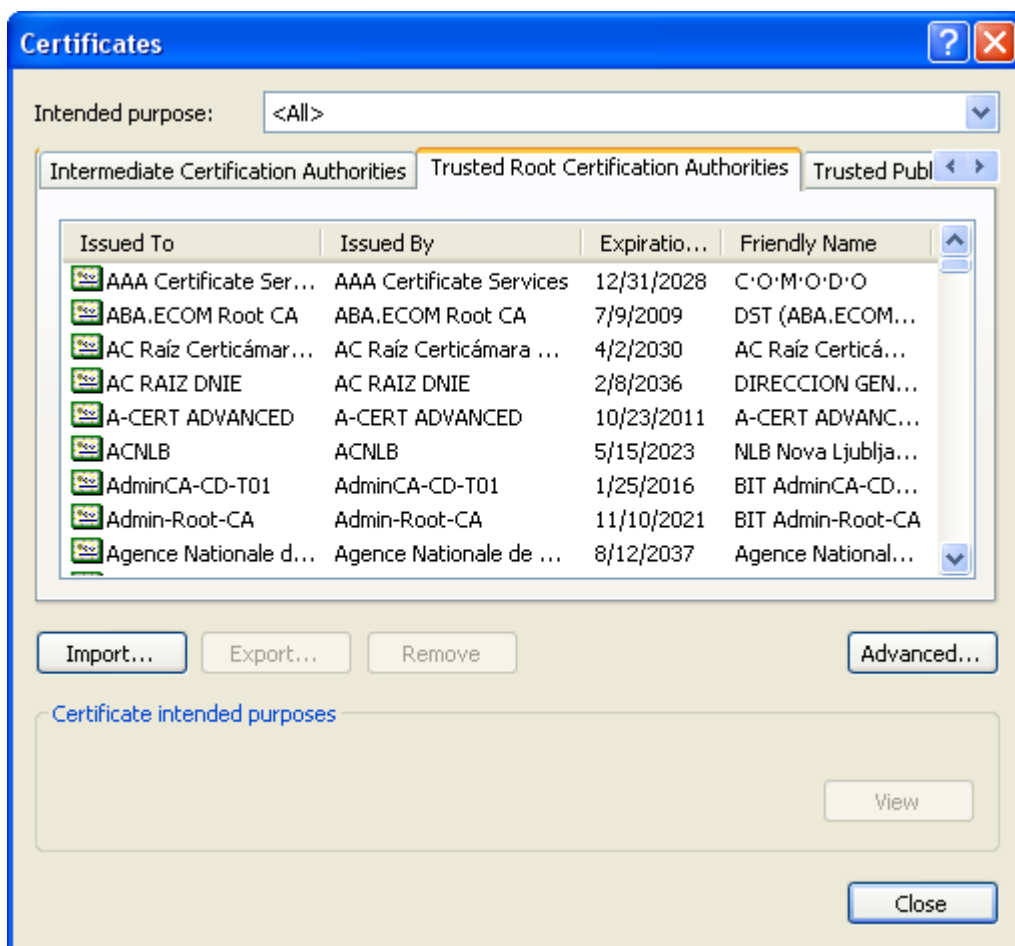 Certificates
Intended purpose: <All>
Intermediate Certification Authorities Trusted Root Certification Authorities Trusted Publ
Issued To Issued By Expiratio... Friendly Name
AAA Certificate Ser... AAA Certificate Services 12/31/2028 C·O·M·O·D·O
ABA.ECOM Root CA ABA.ECOM Root CA 7/9/2009 DST (ABA.ECOM...
AC Raíz Certicámar... AC Raíz Certicámara ... 4/2/2030 AC Raíz Certicá...
AC RAIZ DNIE AC RAIZ DNIE 2/8/2036 DIRECCION GEN...
A-CERT ADVANCED A-CERT ADVANCED 10/23/2011 A-CERT ADVANC...
ACNLB ACNLB 5/15/2023 NLB Nova Ljublja...
AdminCA-CD-T01 AdminCA-CD-T01 1/25/2016 BIT AdminCA-CD...
Admin-Root-CA Admin-Root-CA 11/10/2021 BIT Admin-Root-CA
Agence Nationale d... Agence Nationale de ... 8/12/2037 Agence National...
Import... Export... Remove Advanced...
Certificate intended purposes
View
Close